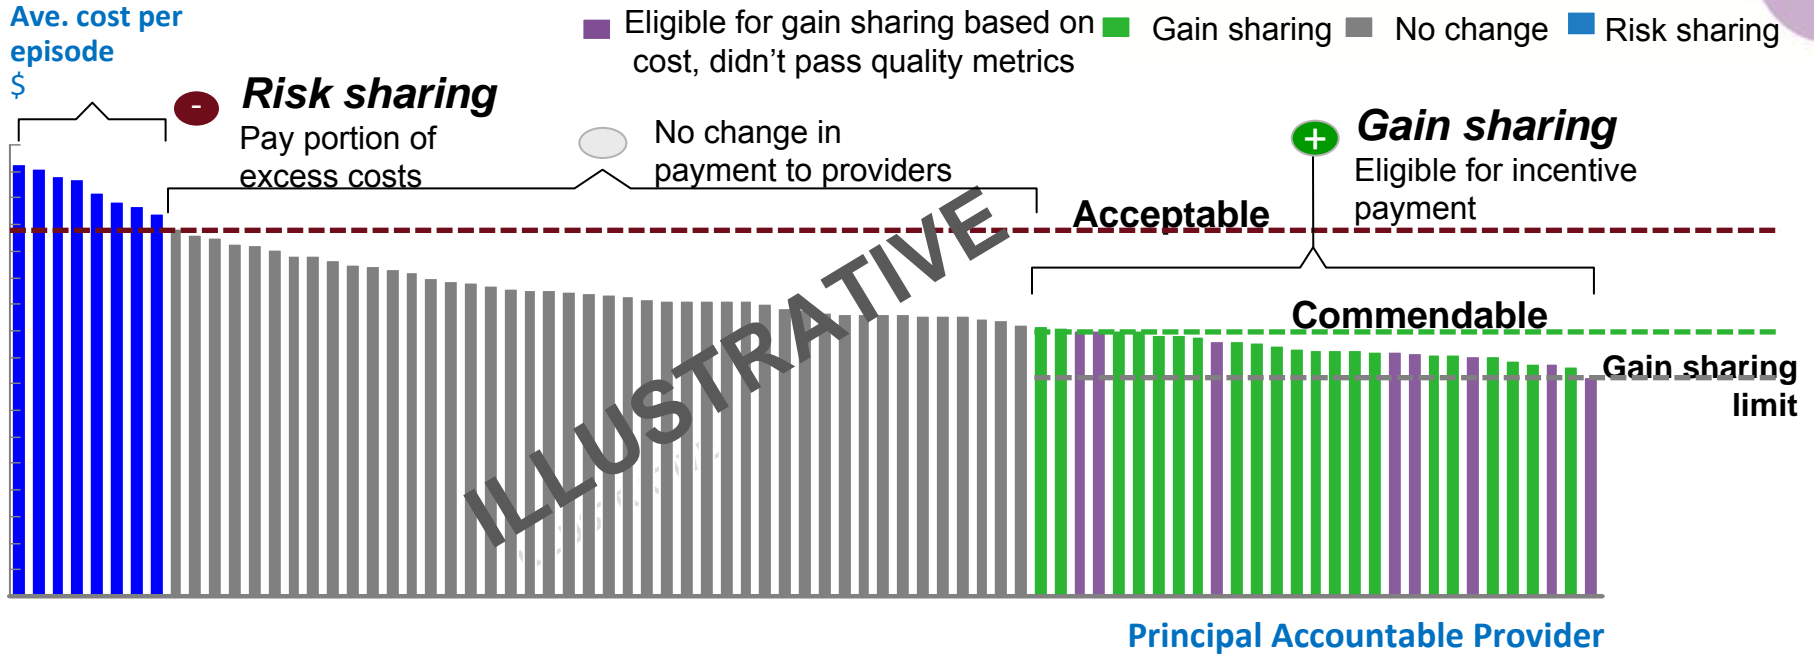 Ave. cost per
episode
$
Eligible for gain sharing based on
cost, didn’t pass quality metrics
Gain sharing
No change
Risk sharing
-
Risk sharing
Pay portion of
excess costs
No change in
payment to providers
+
Gain sharing
Eligible for incentive
payment
Acceptable
Commendable
Gain sharing
limit
ILLUSTRATIVE
Principal Accountable Provider